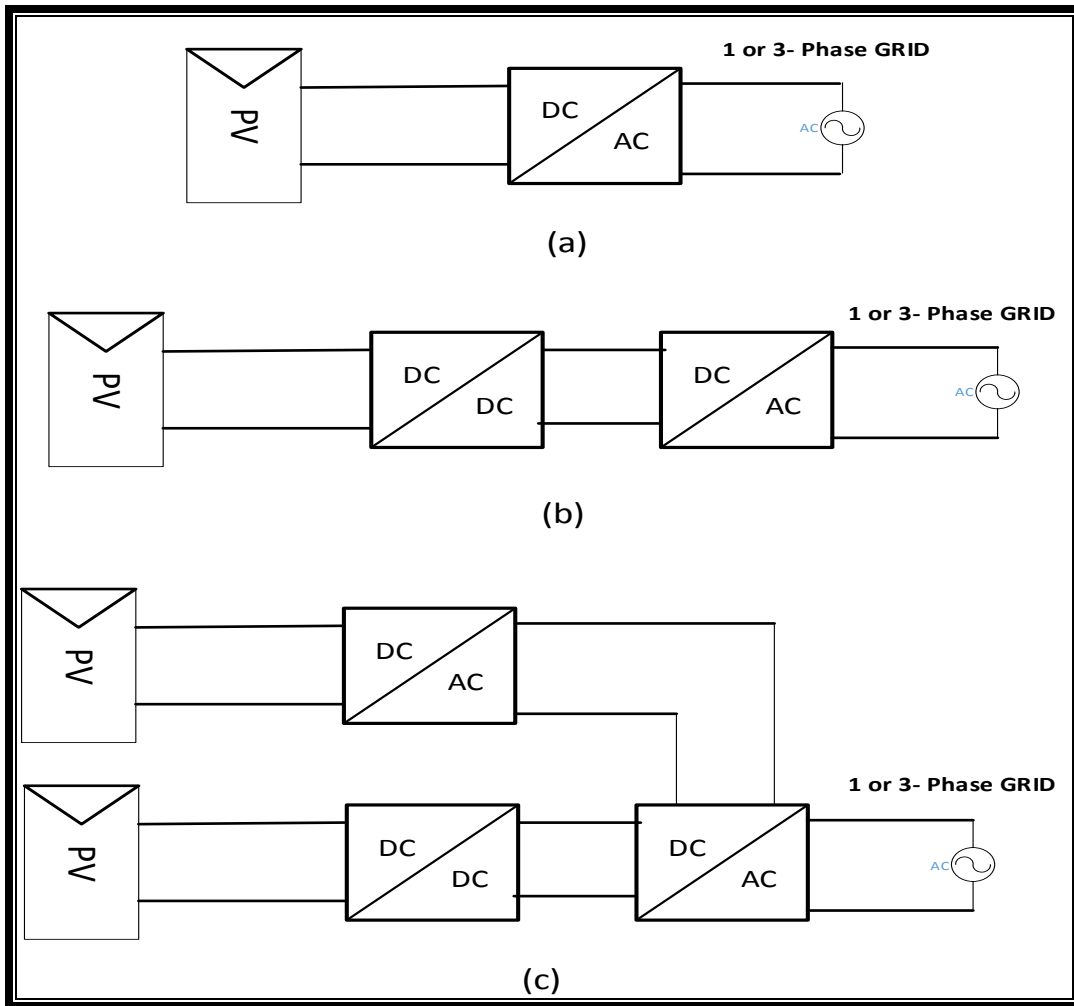 1 or 3- Phase GRID
PV
DC
AC
AC
(a)
1 or 3- Phase GRID
PV
DC
DC
DC
AC
AC
(b)
PV
DC
AC
1 or 3- Phase GRID
PV
DC
DC
DC
AC
AC
(c)